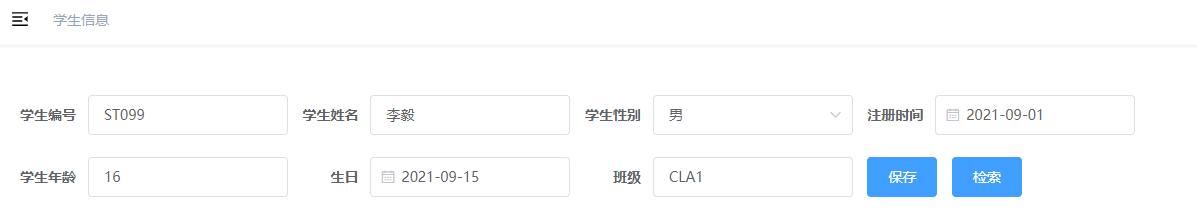 学生信息
学生编号 ST099 学生姓名 李毅 学生性别 男 注册时间 2021-09-01
学生年龄 16 生日 2021-09-15 班级 CLA1 保存 检索